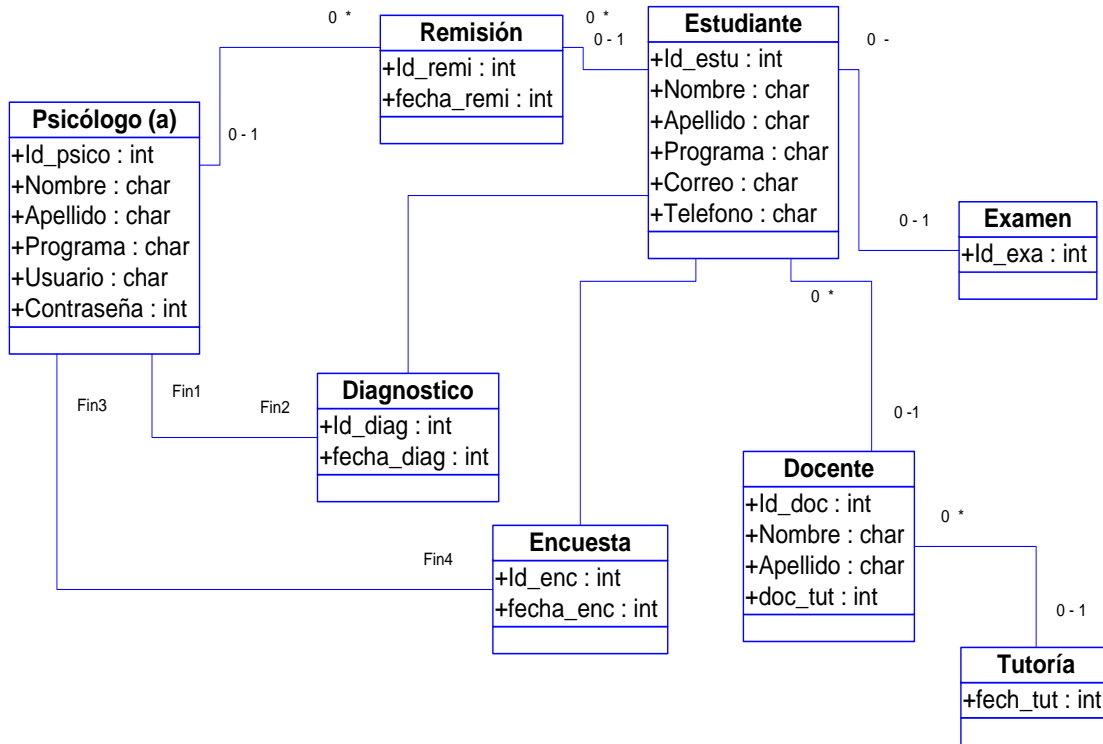 0 *
Remisión
+Id_remi : int
+fecha_remi : int
0 *
0 - 1
Estudiante
+Id_estu : int
+Nombre : char
+Apellido : char
+Programa : char
+Correo : char
+Telefono : char
0 -
Psicólogo (a)
+Id_psico : int
+Nombre : char
+Apellido : char
+Programa : char
+Usuario : char
+Contraseña : int
0 - 1
0 - 1
Examen
+Id_exa : int
0 *
Fin3
Fin1
Fin2
Diagnostico
+Id_diag : int
+fecha_diag : int
0 -1
Docente
+Id_doc : int
+Nombre : char
+Apellido : char
+doc_tut : int
0 *
Fin4
Encuesta
+Id_enc : int
+fecha_enc : int
0 - 1
Tutoría
+fech_tut : int